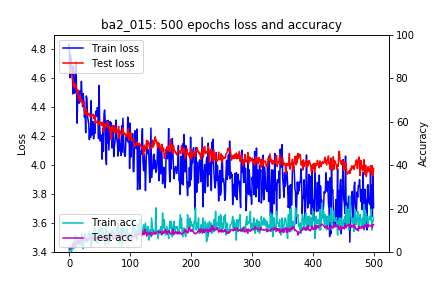 ba2_015: 500 epochs loss and accuracy
Train loss
Test loss
Train acc
Test acc
Loss
4.8
4.6
4.4
4.2
4.0
3.8
3.6
3.4
Accuracy
100
80
60
40
20
0
0 100 200 300 400 500